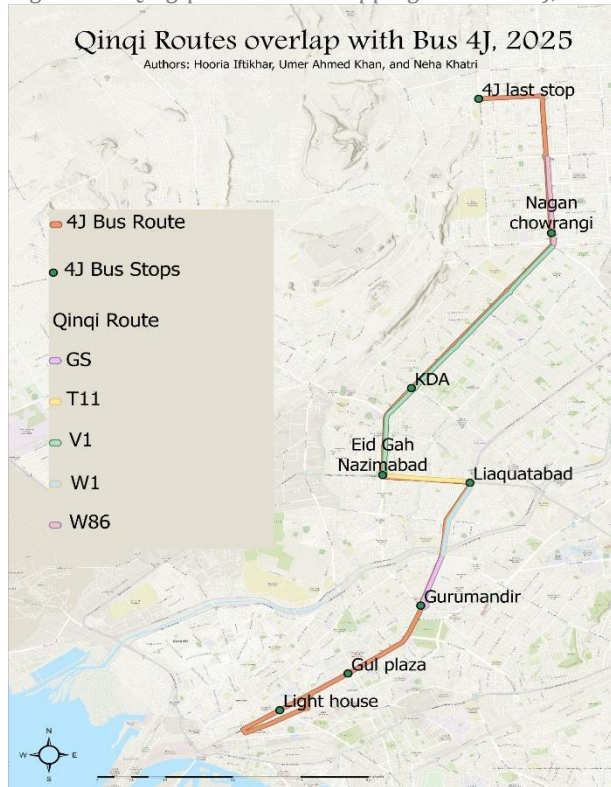 Qinqi Routes overlap with Bus 4J, 2025
Authors: Hooria Iftikhar, Umer Ahmed Khan, and Neha Khatri
4J last stop
Nagan
chowrangi
4J Bus Route
4J Bus Stops
Qinqi Route
GS
T11
V1
W1
W86
KDA
Eid Gah
Nazimabad
Liaquatabad
Gurumandir
Gul plaza
Light house
N
W
E
S